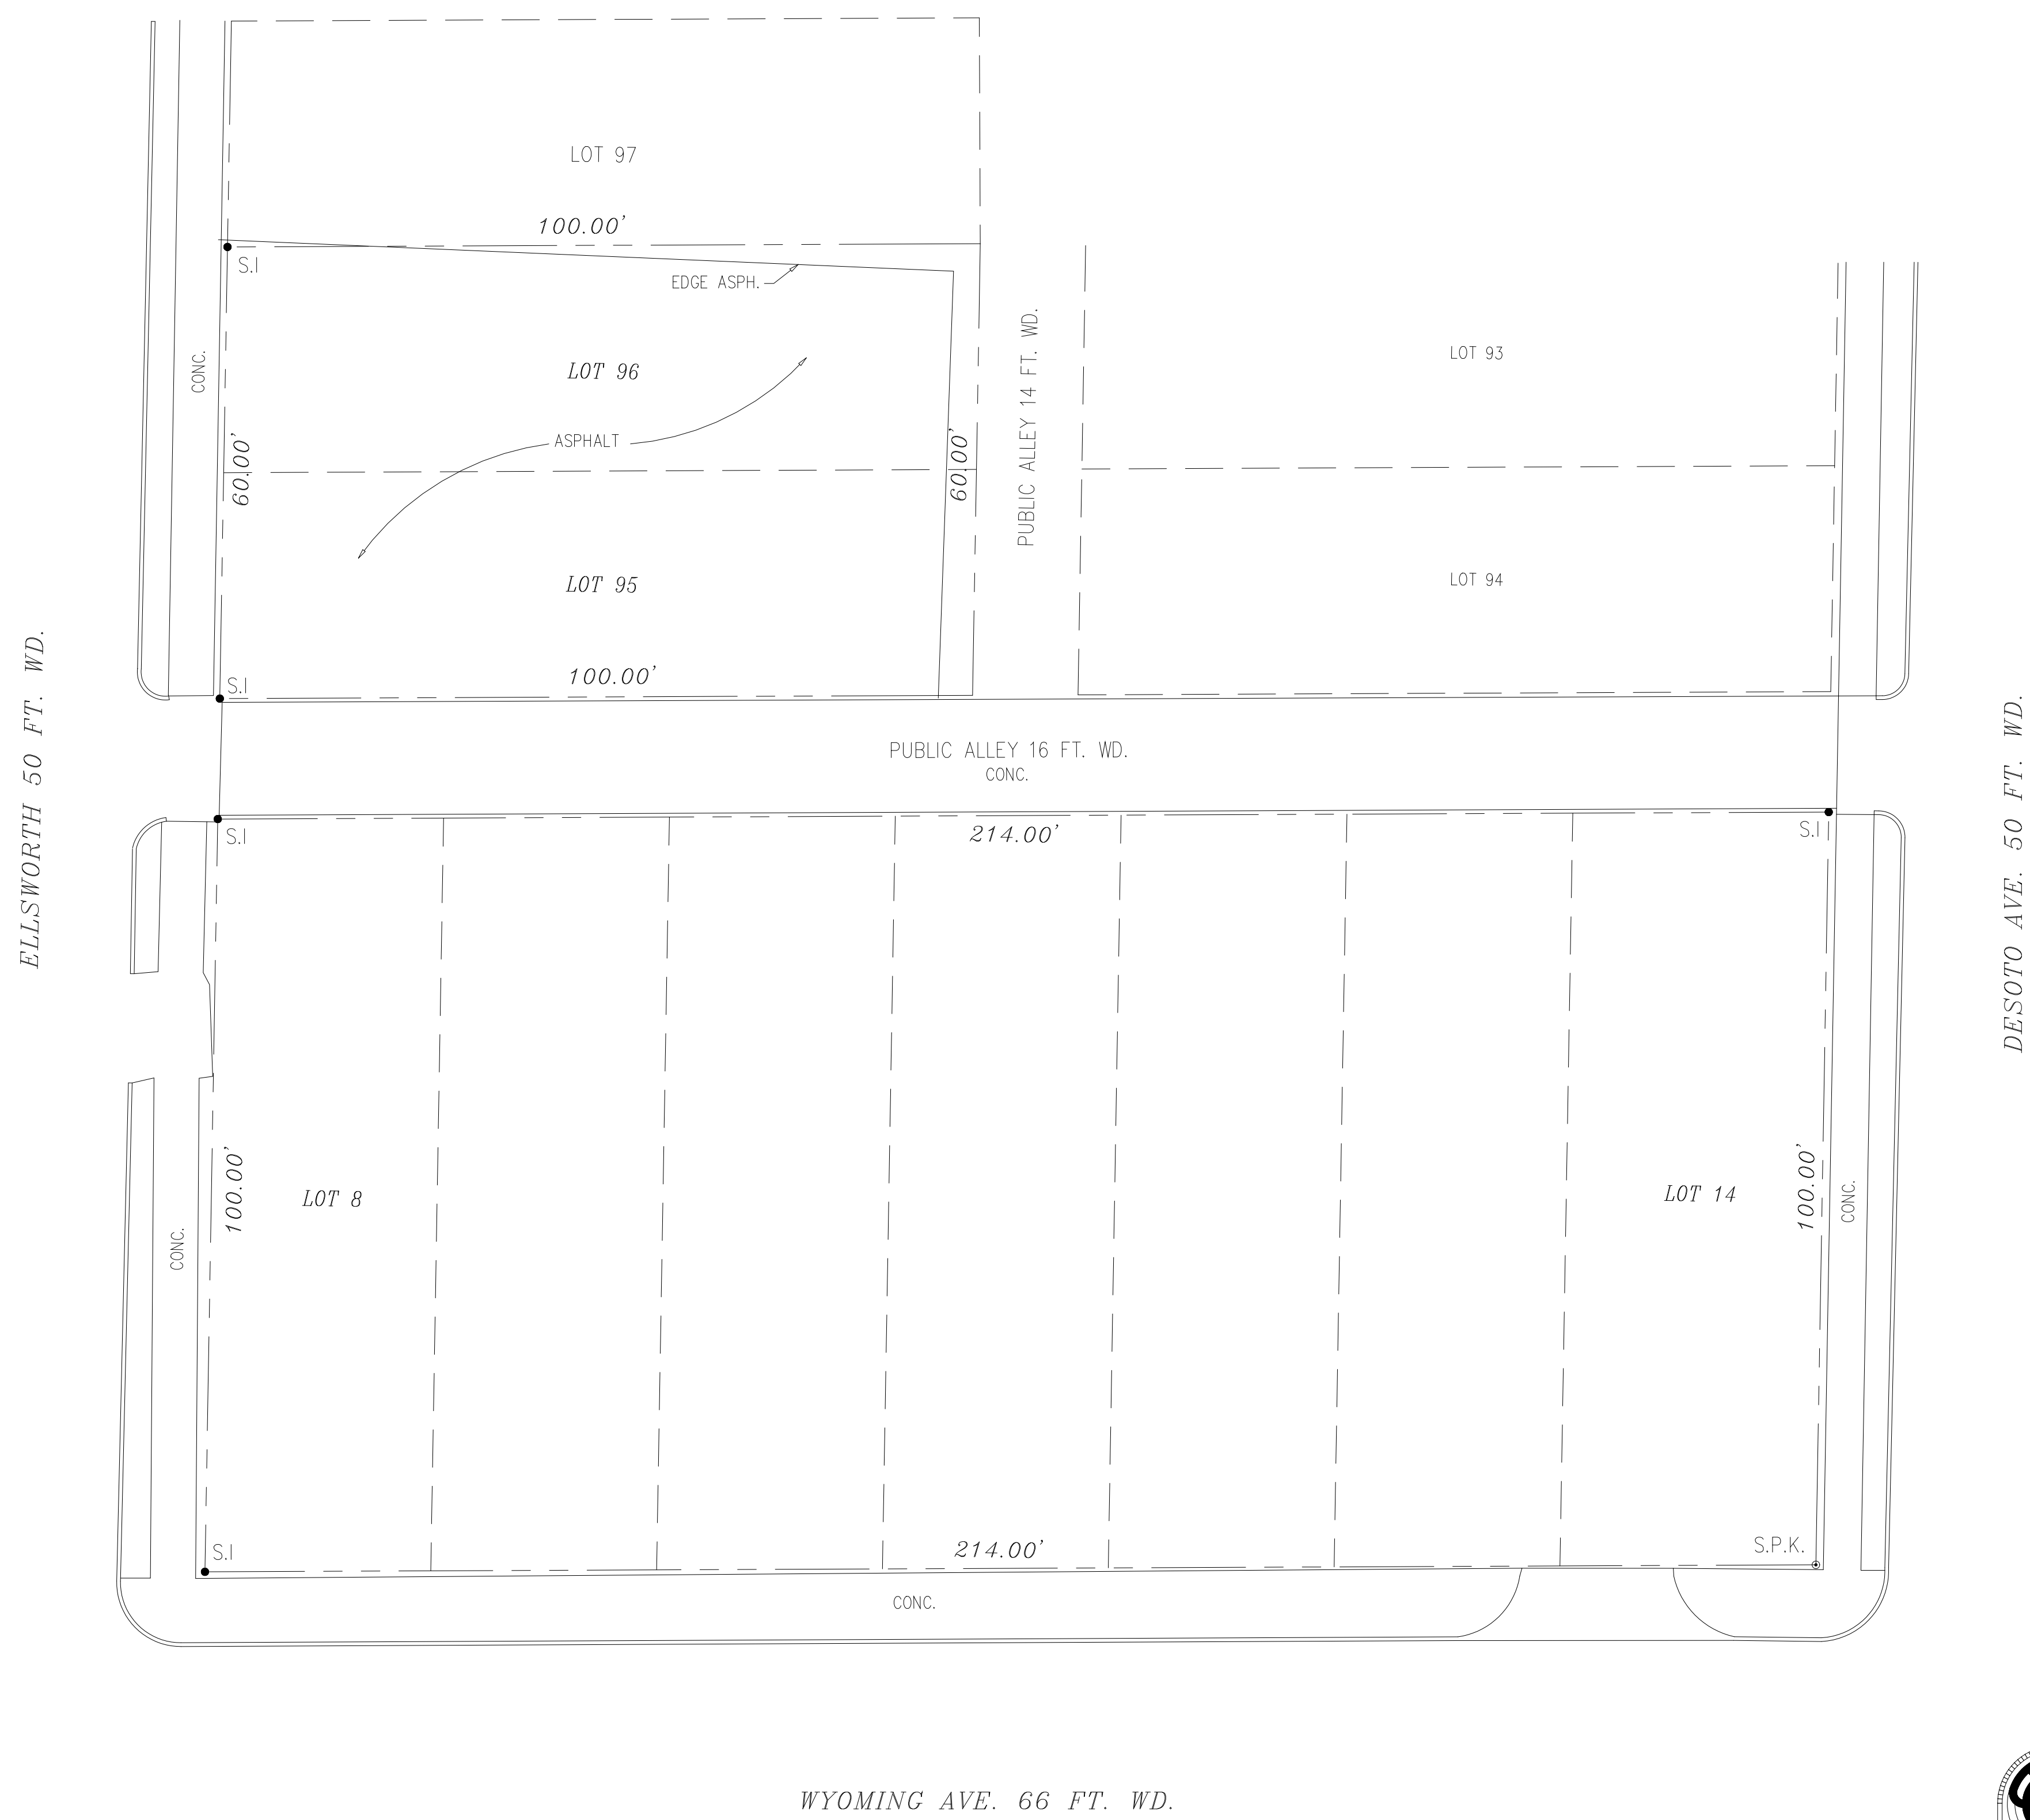 LOT 97
100.00'
S.I
EDGE ASPH.
PUBLIC ALLEY 14 FT. WD.
CONC.
LOT 96
LOT 93
ASPHALT
60.00'
60.00'
LOT 95
LOT 94
ELLSWORTH 50 FT. WD.
100.00'
S.I
DESOTO AVE. 50 FT. WD.
PUBLIC ALLEY 16 FT. WD.
CONC.
S.I
214.00'
S.I
100.00'
LOT 8
LOT 14
100.00'
CONC.
CONC.
S.I
214.00'
S.P.K.
CONC.
WYOMING AVE. 66 FT. WD.